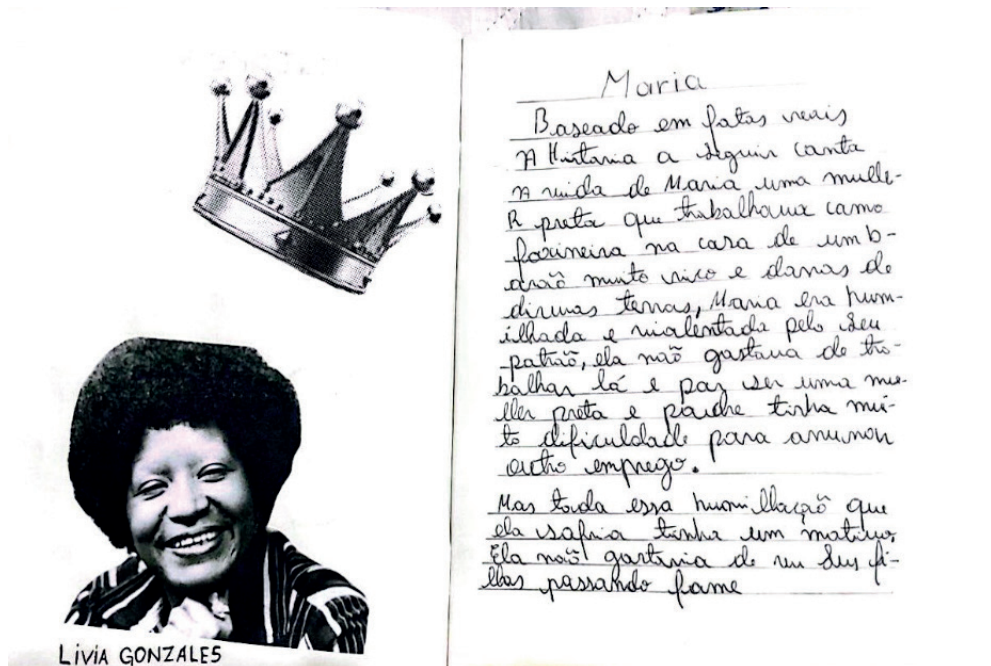 LiVIA GONZALES
Maria
Baseado em fatos reais
A Historia a seguir conta
A vida de Maria uma mulhe-
R preta que trabalhava como
faxineira na casa de um b-
arão muito rico e donos de
diversas terras, Maria era hum-
ilhada e violentada pelo seu
patrão, ela não gostava de tra-
balhar lá e por ser uma mu-
lher preta e pobre tinha mui-
to dificuldade para arrumar
outro emprego.
Mas toda essa humilhação que
ela sofria tinha um motivo,
Ela não gostaria de ver seus fi-
lhos passando fome